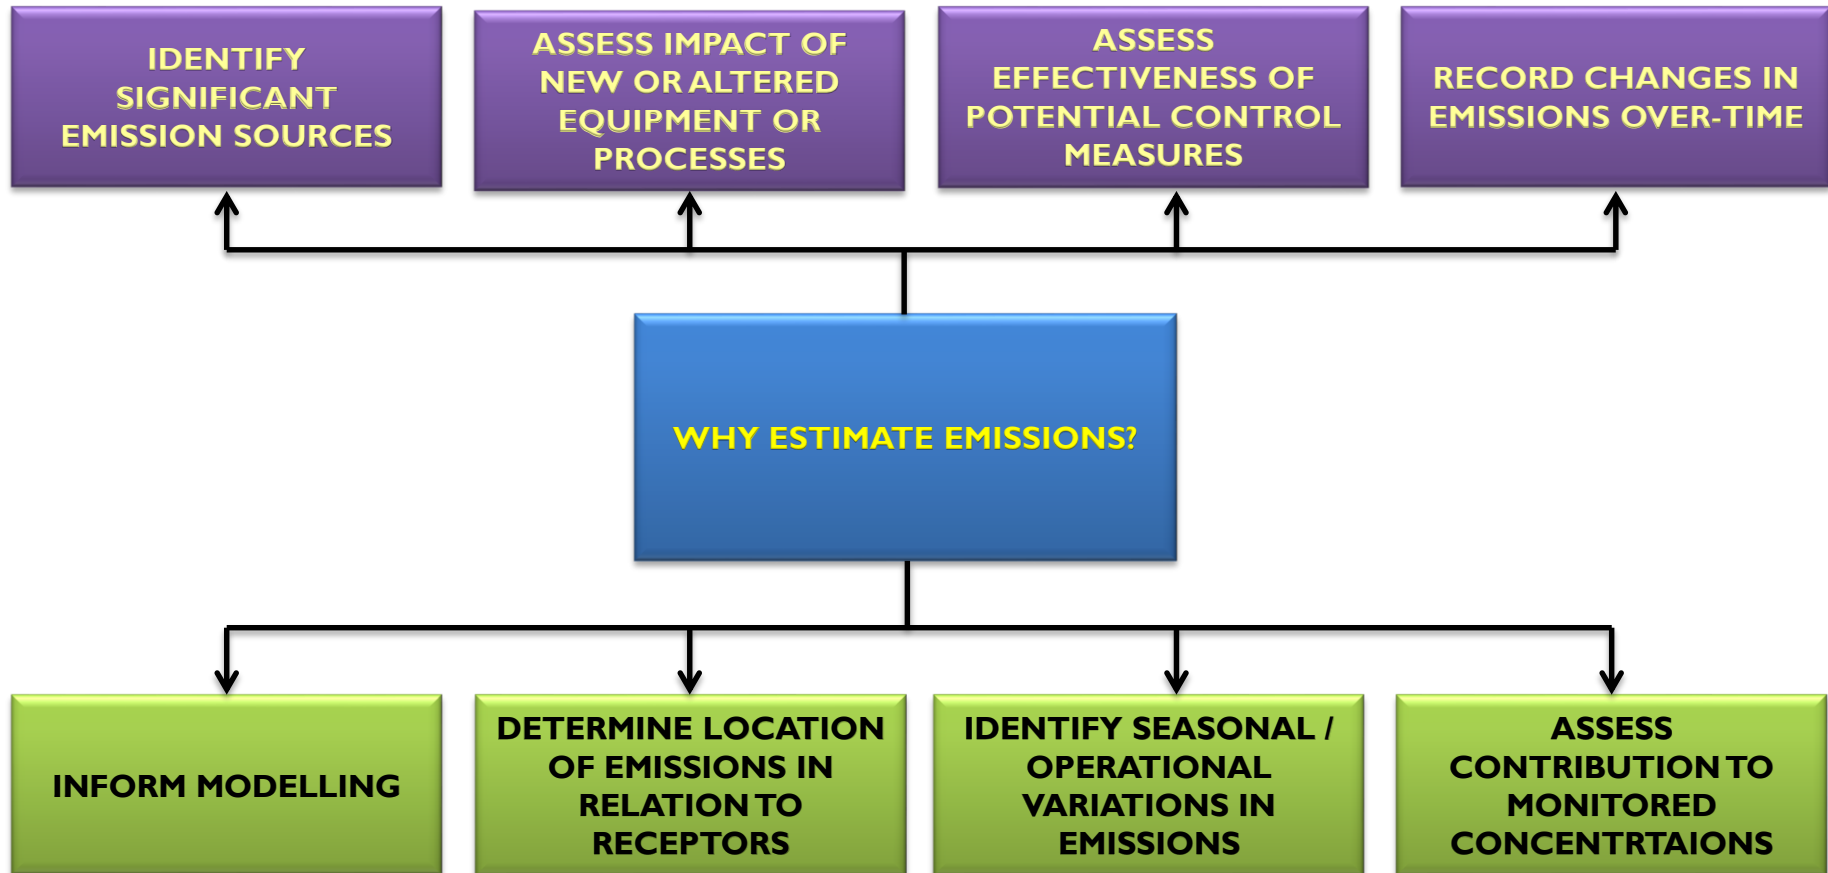 IDENTIFY
SIGNIFICANT
EMISSION SOURCES
ASSESS IMPACT OF
NEW OR ALTERED
EQUIPMENT OR
PROCESSES
ASSESS
EFFECTIVENESS OF
POTENTIAL CONTROL
MEASURES
RECORD CHANGES IN
EMISSIONS OVER-TIME
WHY ESTIMATE EMISSIONS?
INFORM MODELLING
DETERMINE LOCATION
OF EMISSIONS IN
RELATION TO
RECEPTORS
IDENTIFY SEASONAL /
OPERATIONAL
VARIATIONS IN
EMISSIONS
ASSESS
CONTRIBUTION TO
MONITORED
CONCENTRTAIONS